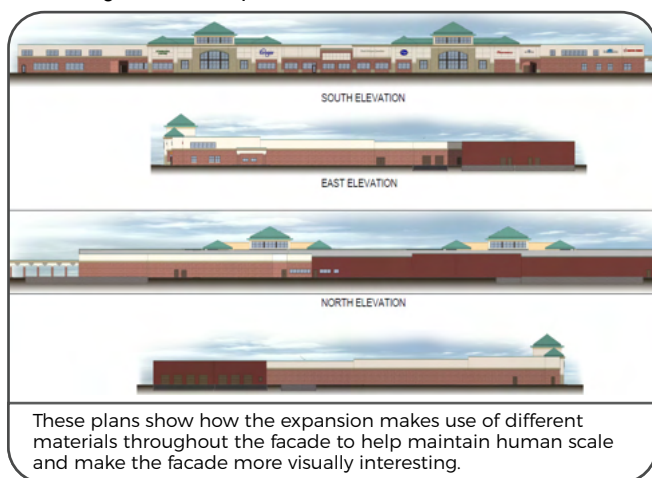 SOUTH ELEVATION
EAST ELEVATION
NORTH ELEVATION
These plans show how the expansion makes use of different
materials throughout the facade to help maintain human scale
and make the facade more visually interesting.